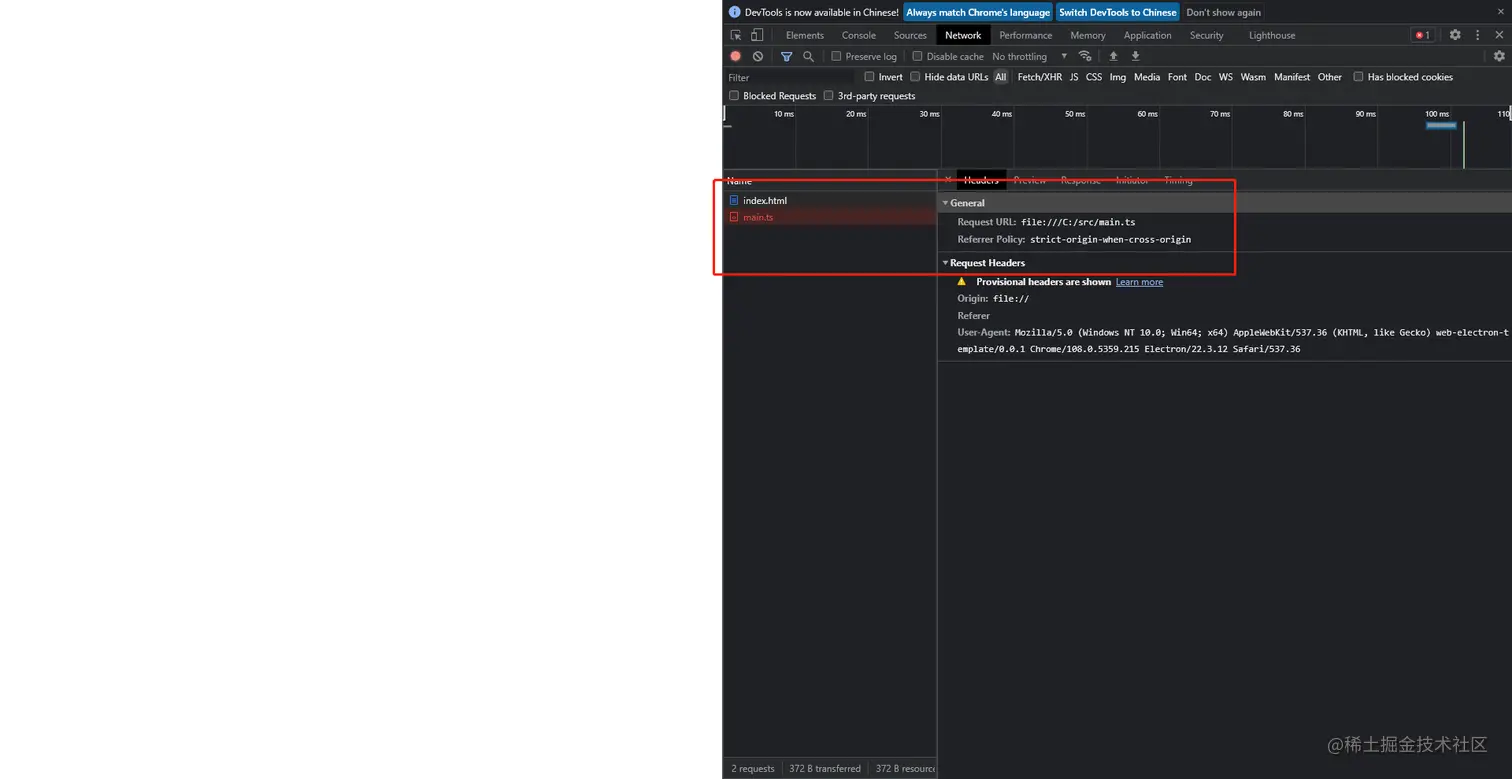 DevTools is now available in Chinese! Always match Chrome's language Switch DevTools to Chinese Don't show again
Elements Console Sources Network Performance Memory Application Security Lighthouse 1
Preserve log Disable cache No throttling
Filter Invert Hide data URLs All Fetch/XHR JS CSS Img Media Font Doc WS Wasm Manifest Other Has blocked cookies
Blocked Requests 3rd-party requests
10 ms 20 ms 30 ms 40 ms 50 ms 60 ms 70 ms 80 ms 90 ms 100 ms 110
Name
index.html
main.ts
Headers Preview Response Initiator Timing
General
Request URL: file:///C:/src/main.ts
Referrer Policy: strict-origin-when-cross-origin
Request Headers
Provisional headers are shown Learn more
Origin: file://
Referer
User-Agent: Mozilla/5.0 (Windows NT 10.0; Win64; x64) AppleWebKit/537.36 (KHTML, like Gecko) web-electron-t
emplate/0.0.1 Chrome/108.0.5359.215 Electron/22.3.12 Safari/537.36
2 requests 372 B transferred 372 B resourc
@稀土掘金技术社区